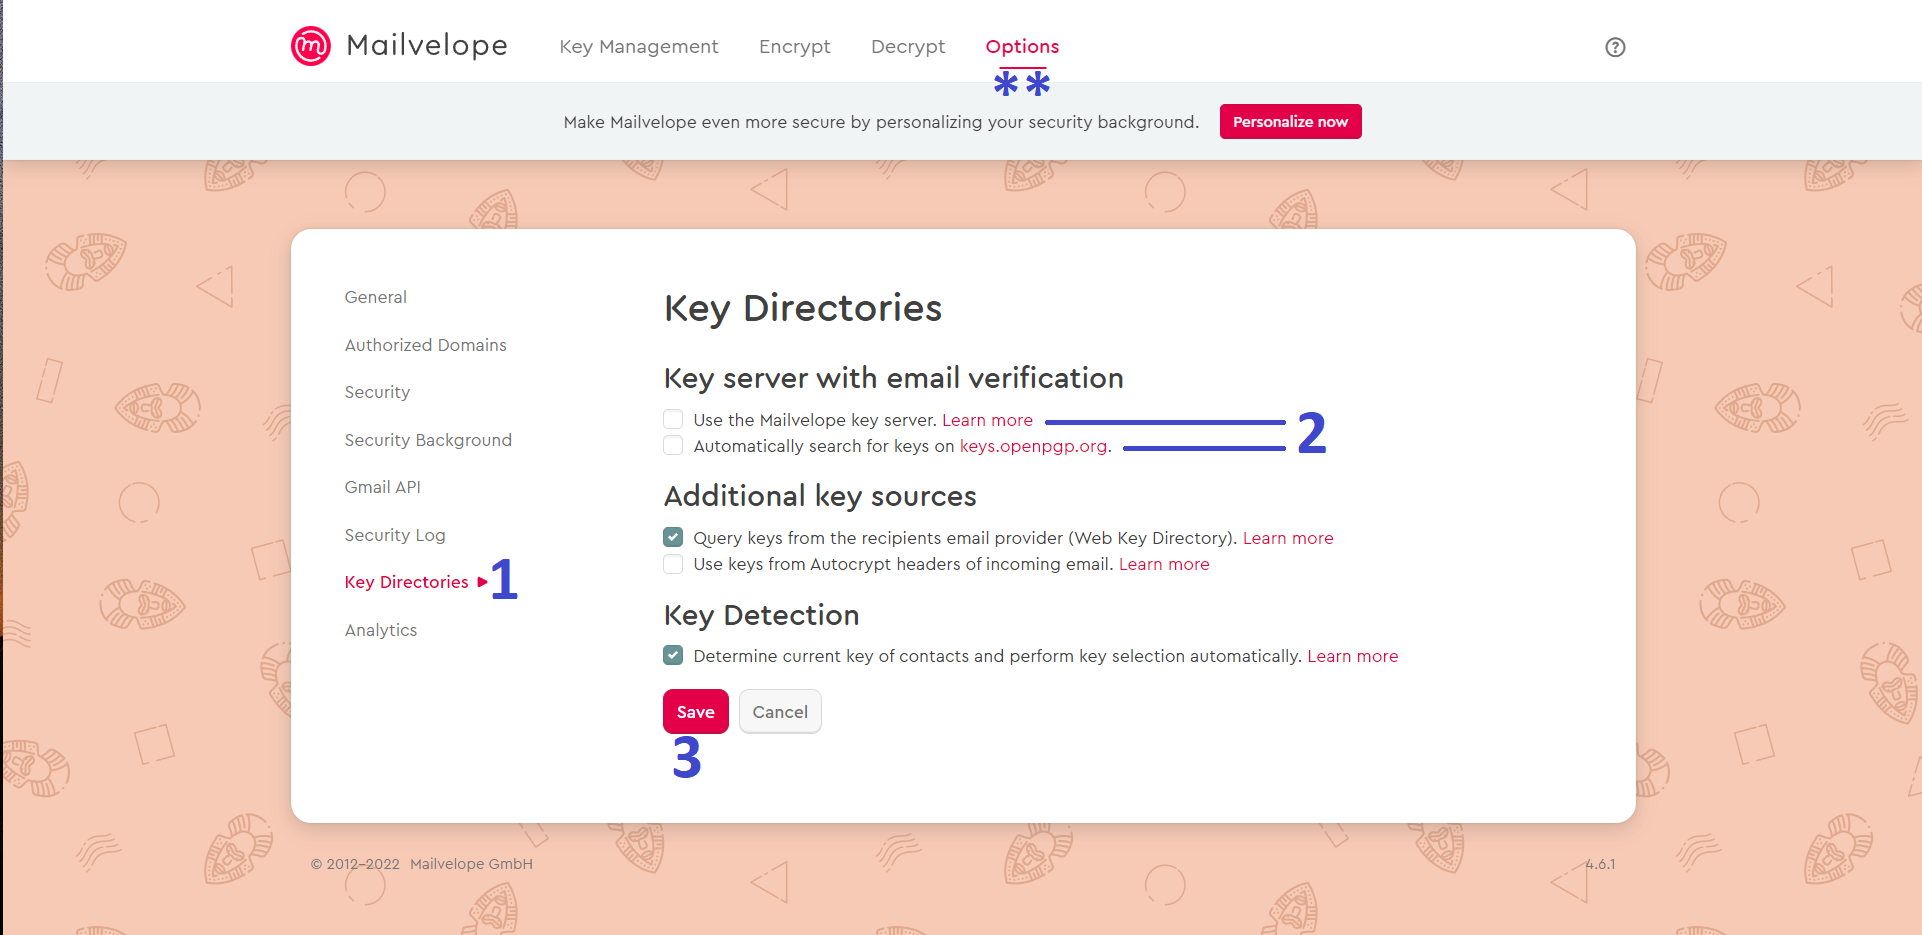 Mailvelope
Key Management
Encrypt
Decrypt
Options
**
Make Mailvelope even more secure by personalizing your security background.
Personalize now
General
Authorized Domains
Security
Security Background
Gmail API
Security Log
Key Directories
1
Analytics
Key Directories
Key server with email verification
Use the Mailvelope key server. Learn more
Automatically search for keys on keys.openpgp.org.
2
Additional key sources
Query keys from the recipients email provider (Web Key Directory). Learn more
Use keys from Autocrypt headers of incoming email. Learn more
Key Detection
Determine current key of contacts and perform key selection automatically. Learn more
Save
Cancel
3
© 2012–2022 Mailvelope GmbH
4.6.1